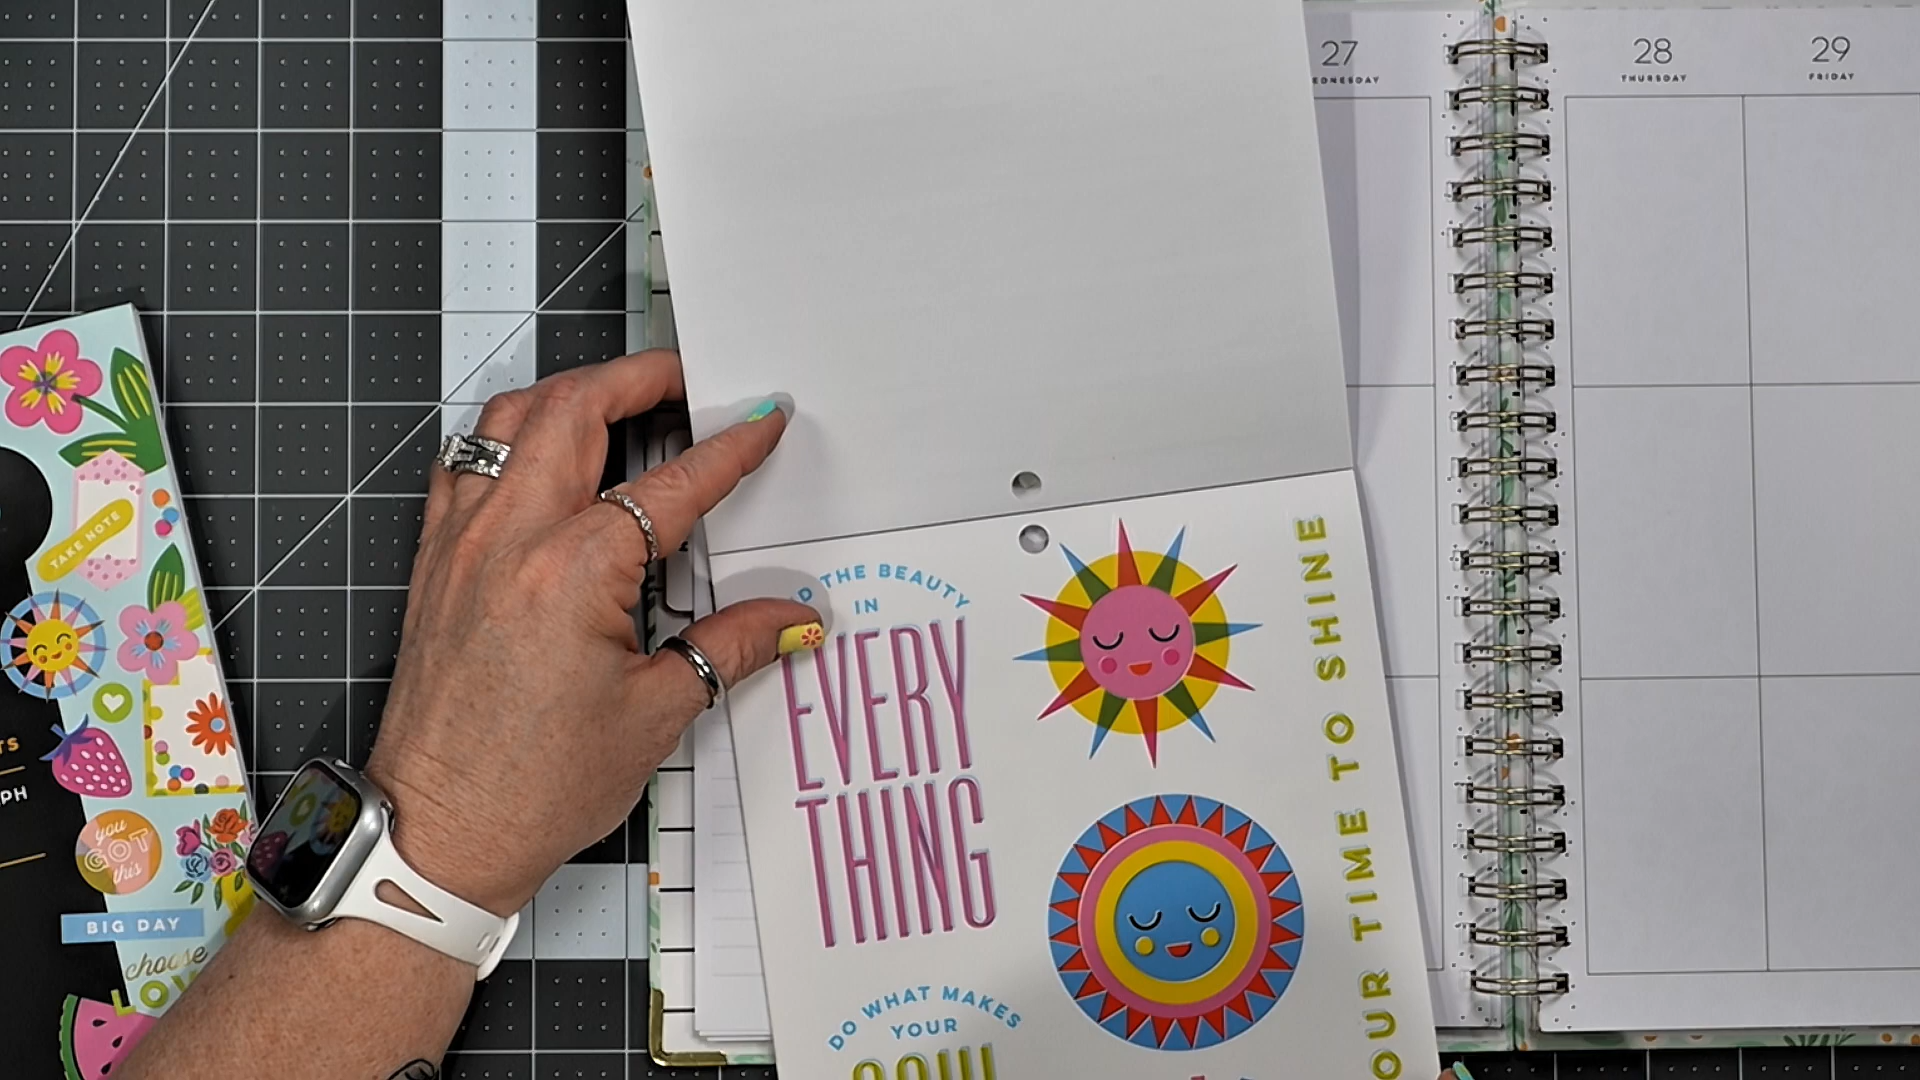 27
28
THURSDAY
29
FRIDAY
TAKE NOTE
THE BEAUTY
IN
EVERY
THING
TIME TO SHINE
you
GOT
this
BIG DAY
choose
DO WHAT MAKES
YOUR